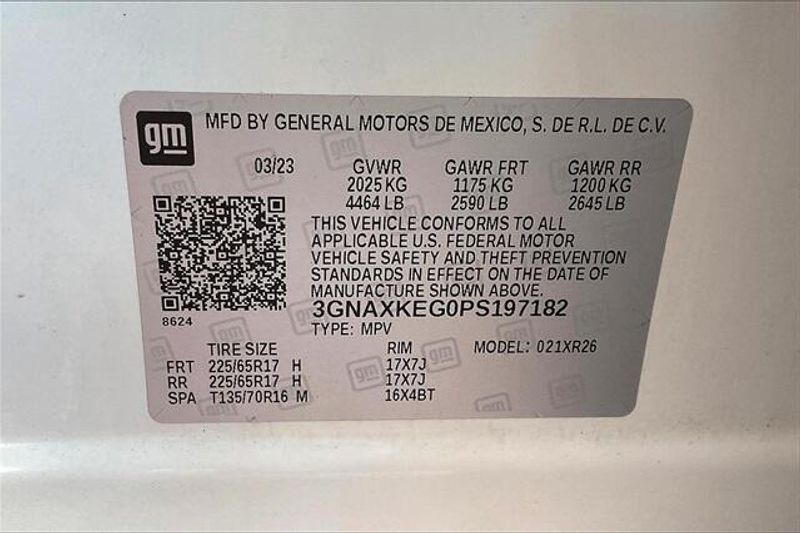 gm MFD BY GENERAL MOTORS DE MEXICO, S. DE R.L. DE C.V.
03/23 GVWR GAWR FRT GAWR RR
2025 KG 1175 KG 1200 KG
4464 LB 2590 LB 2645 LB
THIS VEHICLE CONFORMS TO ALL
APPLICABLE U.S. FEDERAL MOTOR
VEHICLE SAFETY AND THEFT PREVENTION
STANDARDS IN EFFECT ON THE DATE OF
MANUFACTURE SHOWN ABOVE.
3GNAXKEG0PS197182
8624
TYPE: MPV
TIRE SIZE RIM MODEL: 021XR26
FRT 225/65R17 H 17X7J
RR 225/65R17 H 17X7J
SPA T135/70R16 M 16X4BT